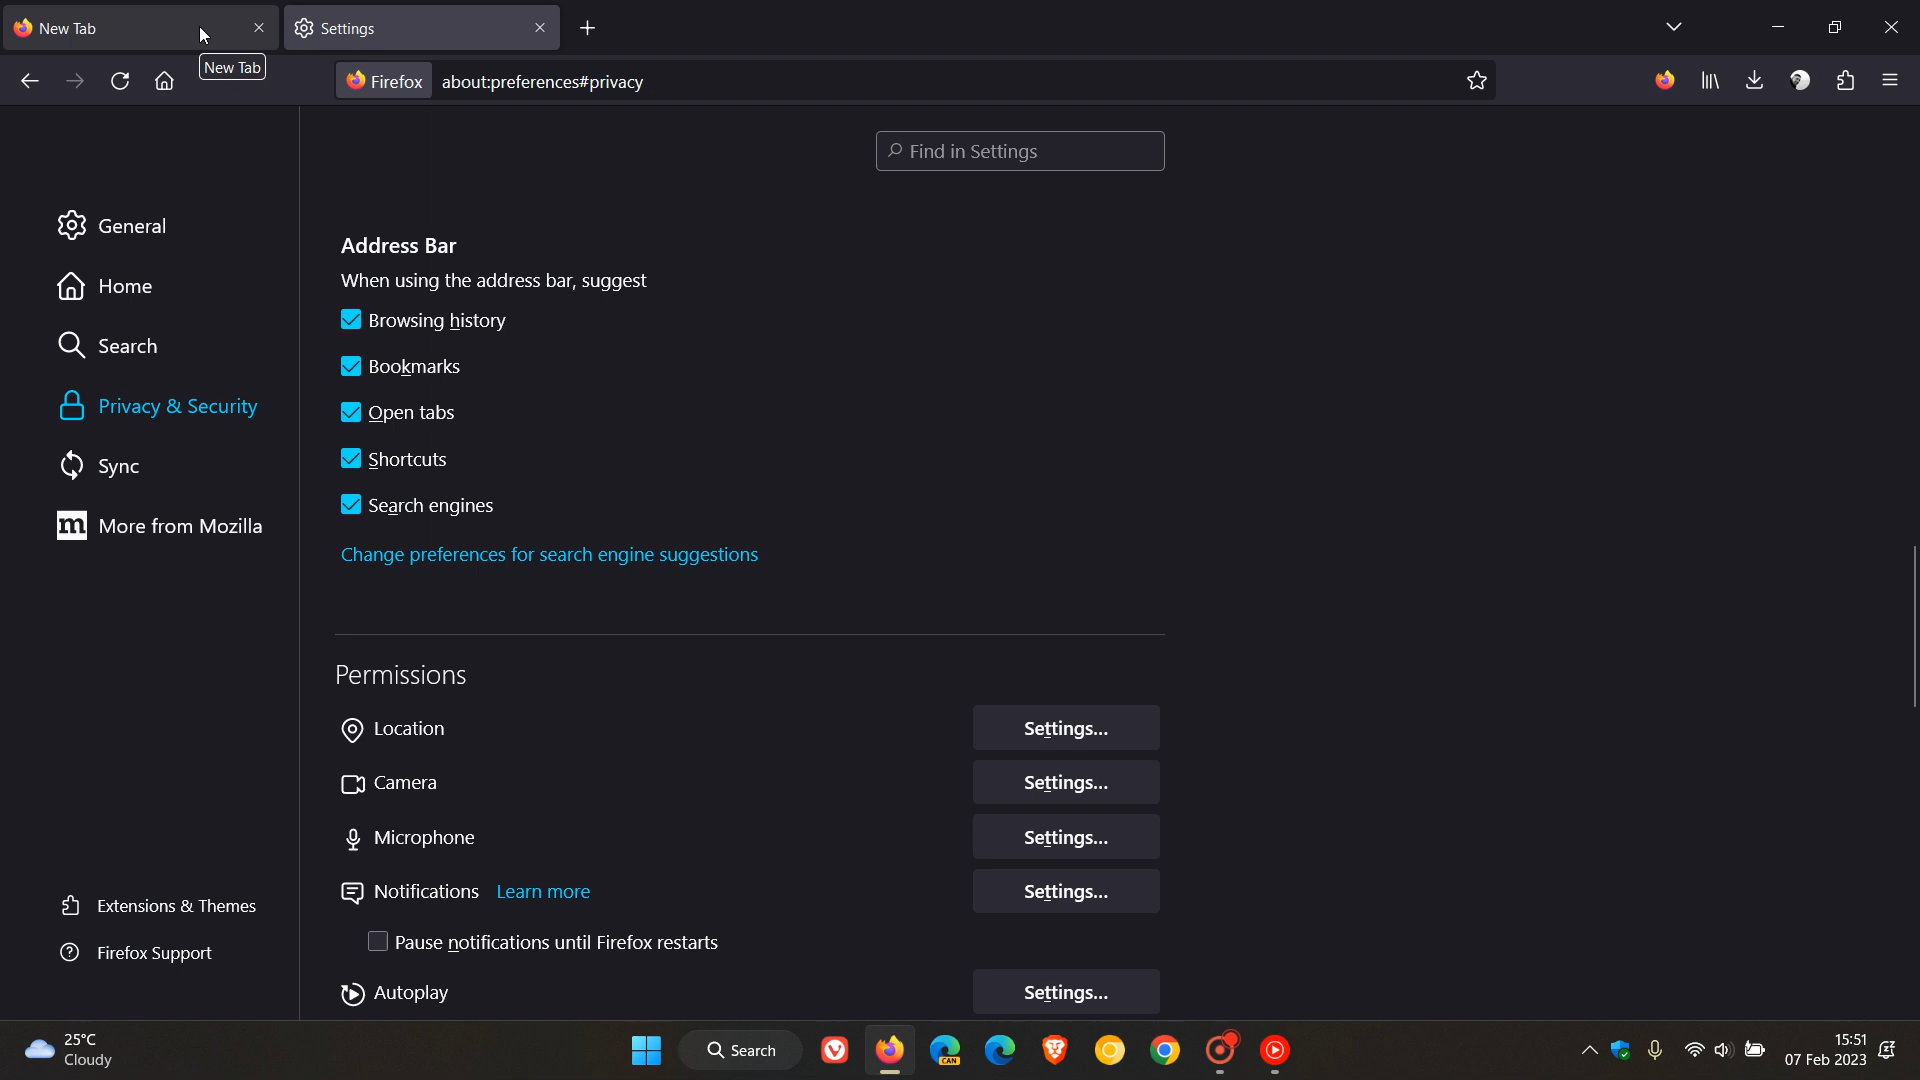 New Tab
Settings
New Tab
Firefox
about:preferences#privacy
Find in Settings
General
Home
Search
Privacy & Security
Sync
More from Mozilla
Extensions & Themes
Firefox Support
Address Bar
When using the address bar, suggest
Browsing history
Bookmarks
Open tabs
Shortcuts
Search engines
Change preferences for search engine suggestions
Permissions
Location
Settings...
Camera
Settings...
Microphone
Settings...
Notifications Learn more
Settings...
Pause notifications until Firefox restarts
Autoplay
Settings...
25°C
Cloudy
Search
CAN
15:51
07 Feb 2023